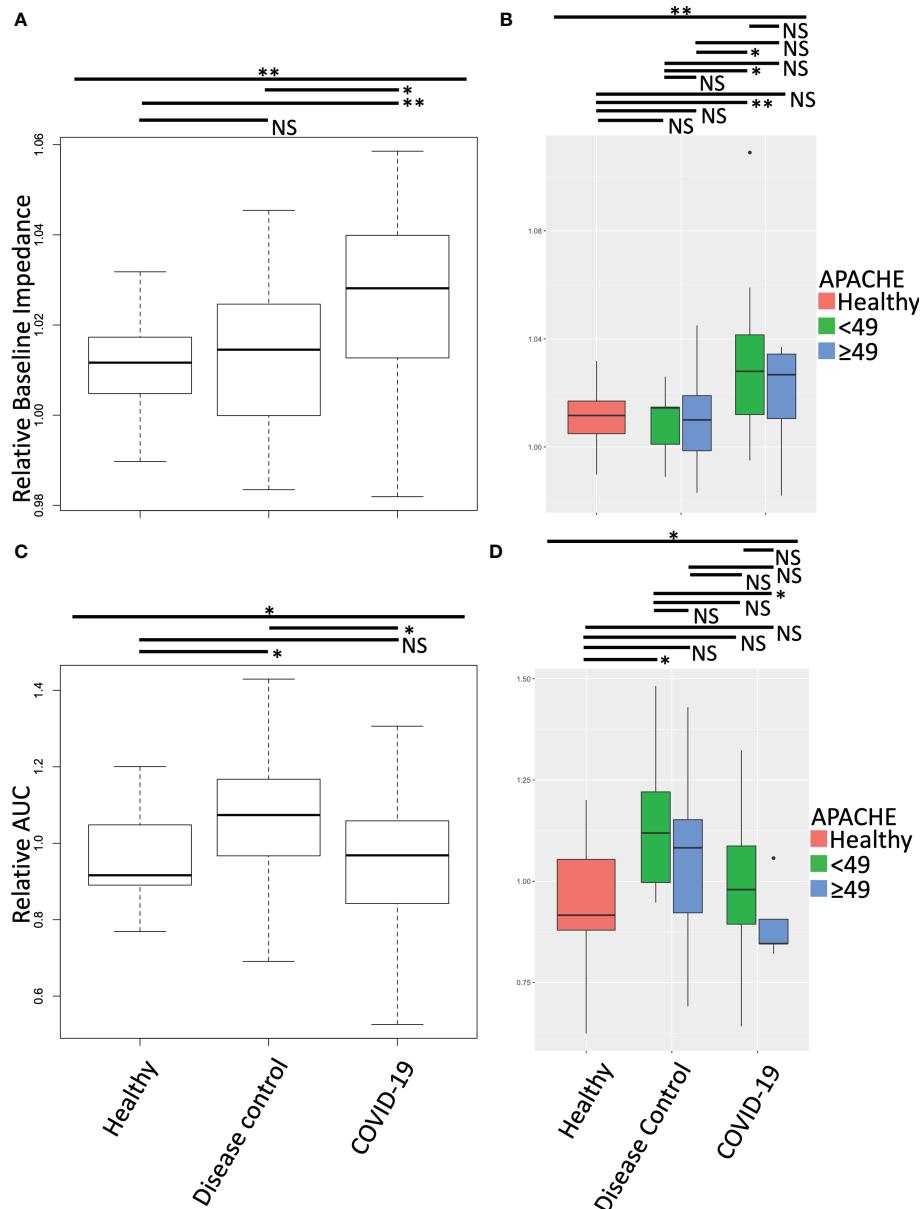 A
**
*
**
NS
Relative Baseline Impedance
1.06
1.04
1.02
1.00
0.98
B
**
NS
NS
*
NS
*
NS
NS
**
NS
NS
1.08
1.04
1.00
APACHE
Healthy
<49
≥49
C
*
*
NS
*
Relative AUC
1.4
1.2
1.0
0.8
0.6
Healthy
Disease control
COVID-19
D
*
NS
NS
NS
*
NS
NS
NS
NS
NS
*
1.50
1.25
1.00
0.75
APACHE
Healthy
<49
≥49
Healthy
Disease Control
COVID-19